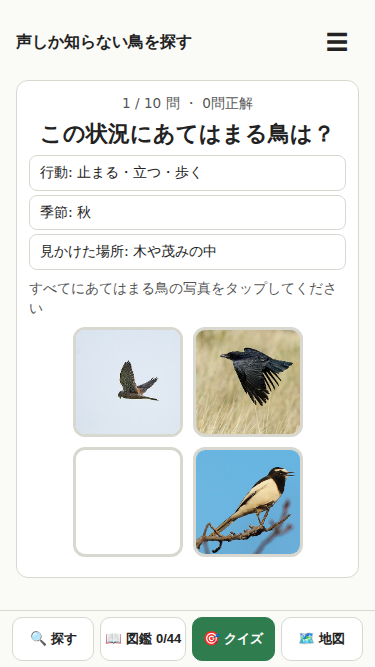 声しか知らない鳥を探す
☰
1 / 10 問 ・ 0問正解
この状況にあてはまる鳥は？
行動: 止まる・立つ・歩く
季節: 秋
見かけた場所: 木や茂みの中
すべてにあてはまる鳥の写真をタップしてくださ
い
🔍 探す
📖 図鑑 0/44
🎯 クイズ
🗺️ 地図